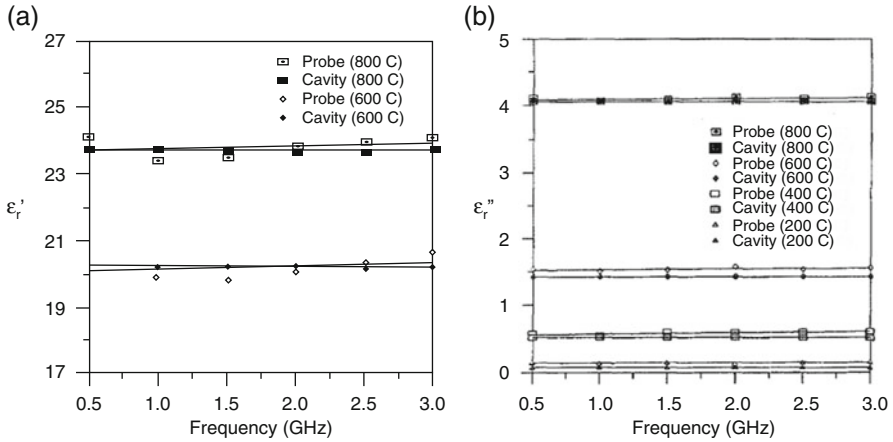 (a)
27
25
23
21
19
17
εr'
0.5 1.0 1.5 2.0 2.5 3.0
Frequency (GHz)
Probe (800 C)
Cavity (800 C)
Probe (600 C)
Cavity (600 C)
(b)
5
4
3
2
1
0
εr"
0.5 1.0 1.5 2.0 2.5 3.0
Frequency (GHz)
Probe (800 C)
Cavity (800 C)
Probe (600 C)
Cavity (600 C)
Probe (400 C)
Cavity (400 C)
Probe (200 C)
Cavity (200 C)